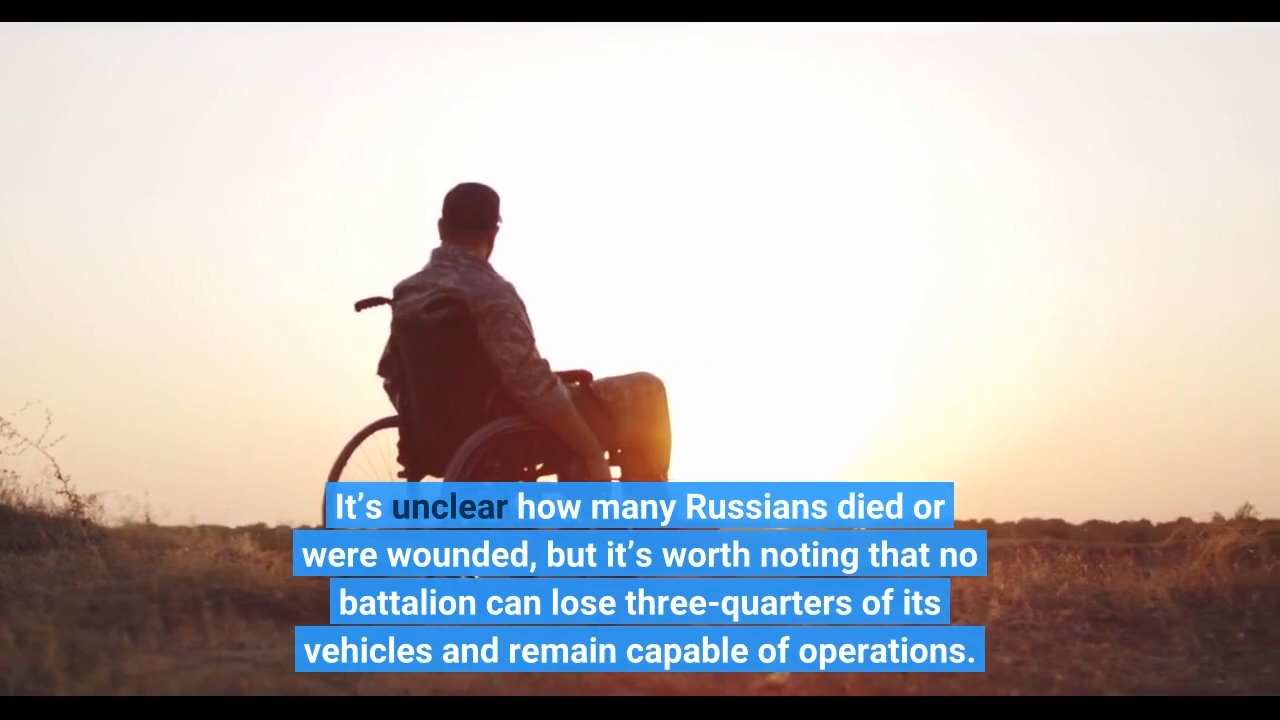 It’s unclear how many Russians died or
were wounded, but it’s worth noting that no
battalion can lose three-quarters of its
vehicles and remain capable of operations.